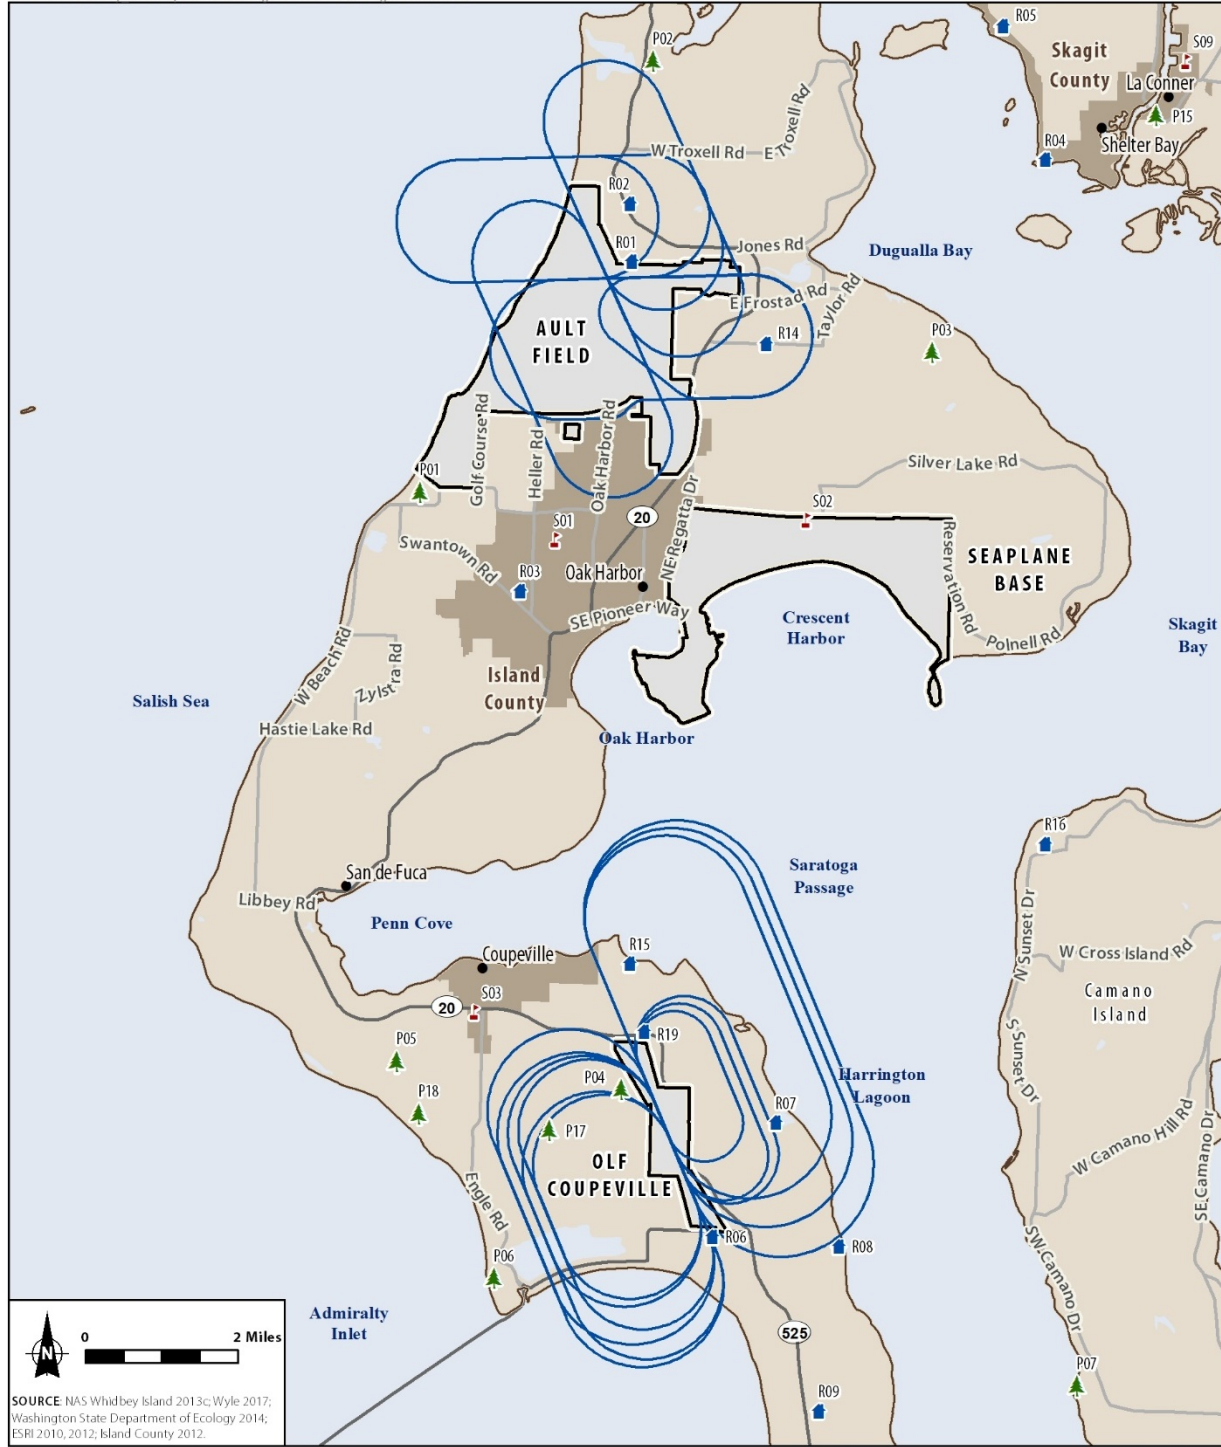 R05
P02
S09
Skagit
County
La Conner
P15
E Troxell Rd
W Troxell Rd
Shelter Bay
R04
R02
R01
Jones Rd
Dugualla Bay
E Frostad Rd
Taylor Rd
AULT
FIELD
R14
P03
Golf Course Rd
Heller Rd
Oak Harbor Rd
P01
Silver Lake Rd
NE Regatta Dr
S02
20
S01
Swantown Rd
R03
Oak Harbor
Reservation Rd
SEAPLANE
BASE
SE Pioneer Way
Crescent
Harbor
Polnell Rd
Skagit
Bay
W Beach Rd
Zylstra Rd
Island
County
Salish Sea
Hastie Lake Rd
Oak Harbor
R16
San de Fuca
Saratoga
Passage
Libbey Rd
Penn Cove
N Sunset Dr
W Cross Island Rd
Coupeville
R15
20
S03
Camano
Island
S Sunset Dr
R19
P05
P04
Harrington
Lagoon
P18
R07
P17
W Camano Hill Rd
SE Camano Dr
OLF
COUPEVILLE
Engle Rd
R06
R08
P06
SW Camano Dr
Admiralty
Inlet
525
P07
R09
N
0
2 Miles
SOURCE: NAS Whidbey Island 2013c; Wyle 2017;
Washington State Department of Ecology 2014;
ESRI 2010, 2012; Island County 2012.